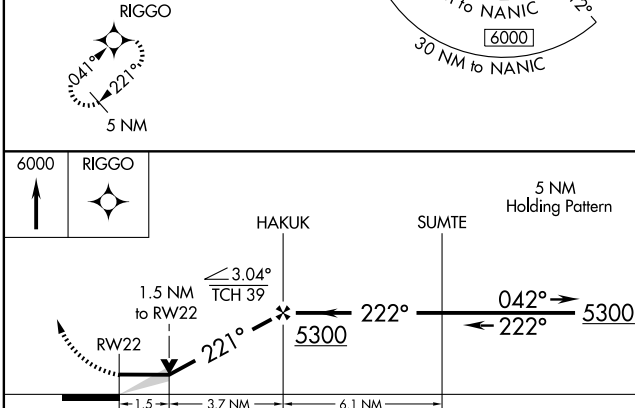 RIGGO
041°
221°
5 NM
to NANIC
2°
6000
30 NM to NANIC
6000
RIGGO
5 NM
Holding Pattern
HAKUK
SUMTE
3.04°
TCH 39
1.5 NM
to RW22
RW22
221°
5300
222°
042°
222°
5300
1.5
3.7 NM
6.1 NM